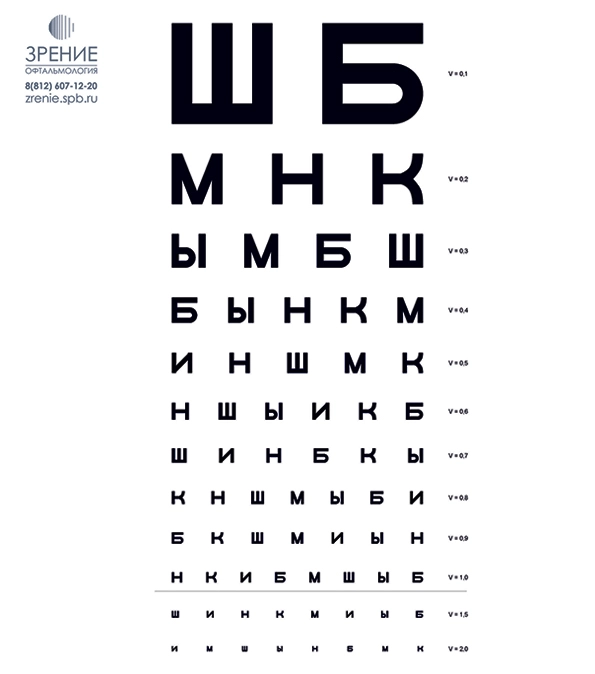 ЗРЕНИЕ
ОФТАЛЬМОЛОГИЯ
8(812) 607-12-20
zrenie.spb.ru
Ш Б V = 0,1
М Н К V = 0,2
Ы М Б Ш V = 0,3
Б Ы Н К М V = 0,4
И Н Ш М К V = 0,5
Н Ш Ы И К Б V = 0,6
Ш И Н Б К Ы V = 0,7
К Н Ш М Ы Б И V = 0,8
Б К Ш М И Ы Н V = 0,9
Н К И Б М Ш Ы Б V = 1,0
Ш И Н К М И Ы Б V = 1,5
И М Ш Ы Н Б М К V = 2,0